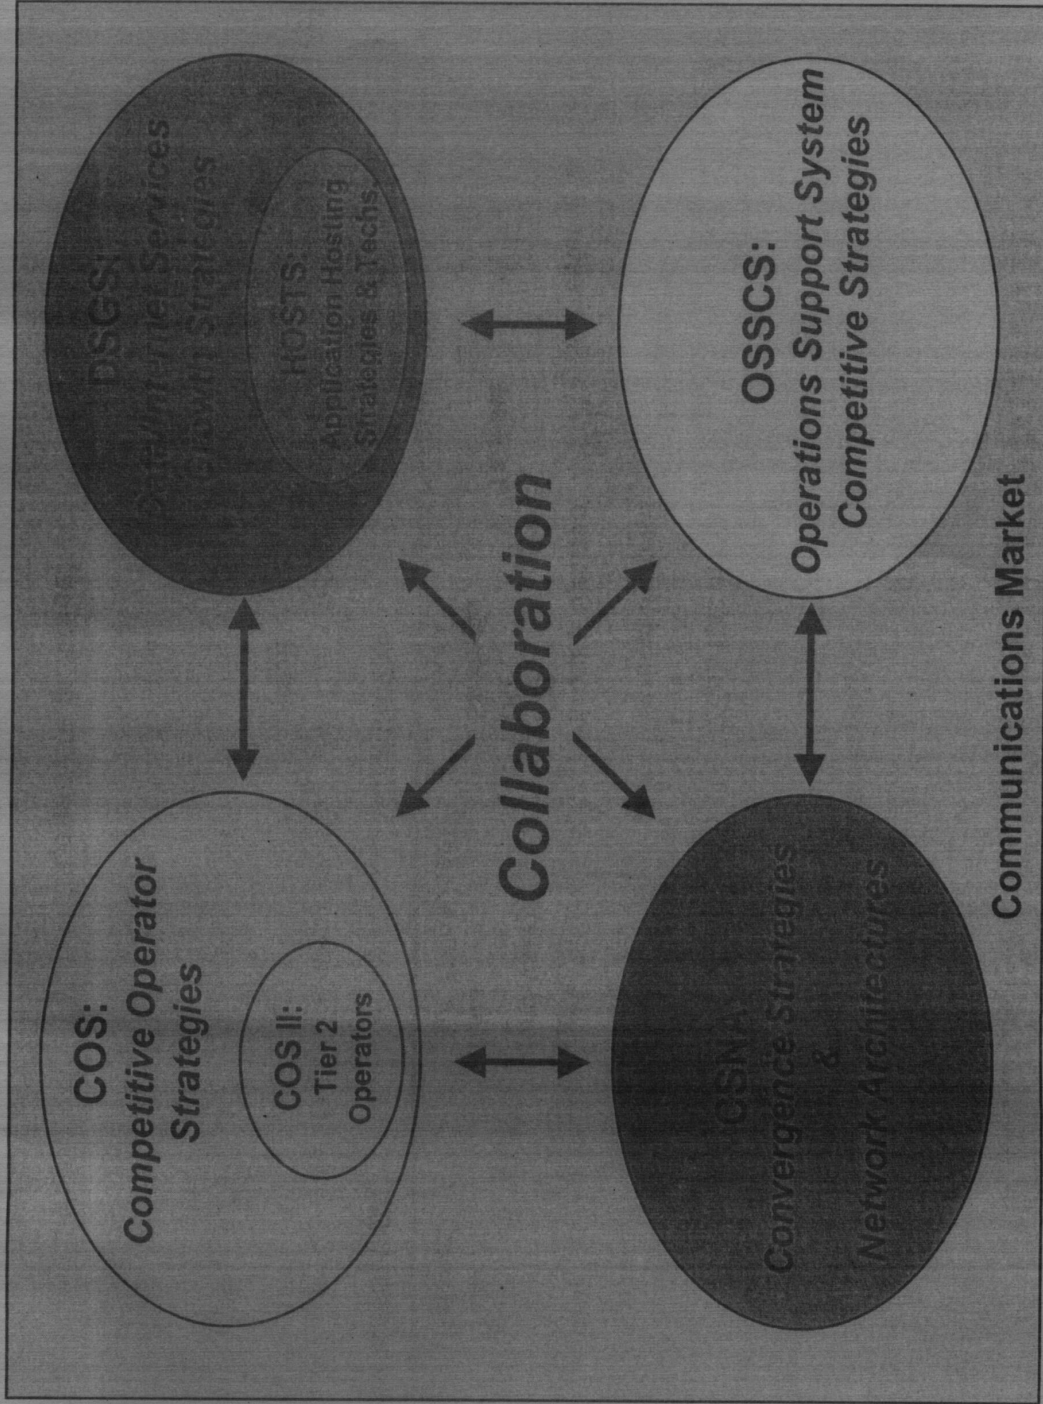 COS:
Competitive Operator
Strategies
COS II:
Tier 2
Operators
DSGS:
Services
Growth Strategies
HOSTS:
Application Hosting
Strategies & Techs
Collaboration
CSNA:
Convergence Strategies
&
Network Architectures
OSSCS:
Operations Support System
Competitive Strategies
Communications Market